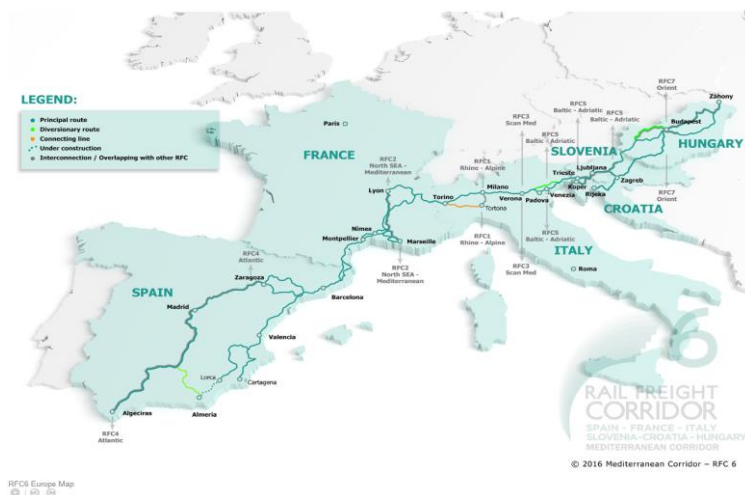 LEGEND:
Principal route
Diversionary route
Connecting line
Under construction
Interconnection / Overlapping with other RFC
Paris
FRANCE
RFC2
North SEA -
Mediterranean
Lyon
RFC1
Rhine - Alpine
RFC3
Scan Med
RFC5
Baltic - Adriatic
RFC5
Baltic - Adriatic
RFC5
Baltic - Adriatic
RFC7
Orient
Záhony
Budapest
SLOVENIA
HUNGARY
Ljubljana
Trieste
Koper
Zagreb
Rijeka
CROATIA
RFC7
Orient
Torino
Milano
Tortona
Verona
Padova
Venezia
Nimes
Montpellier
Marseille
RFC2
North SEA -
Mediterranean
RFC1
Rhine - Alpine
RFC3
Scan Med
RFC5
Baltic - Adriatic
ITALY
Roma
RFC4
Atlantic
Zaragoza
SPAIN
Madrid
Barcelona
Valencia
Lorca
Cartagena
Almeria
Algeciras
RFC4
Atlantic
6
RAIL FREIGHT
CORRIDOR
SPAIN - FRANCE - ITALY
SLOVENIA-CROATIA - HUNGARY
MEDITERRANEAN CORRIDOR
© 2016 Mediterranean Corridor – RFC 6
RFC6 Europe Map